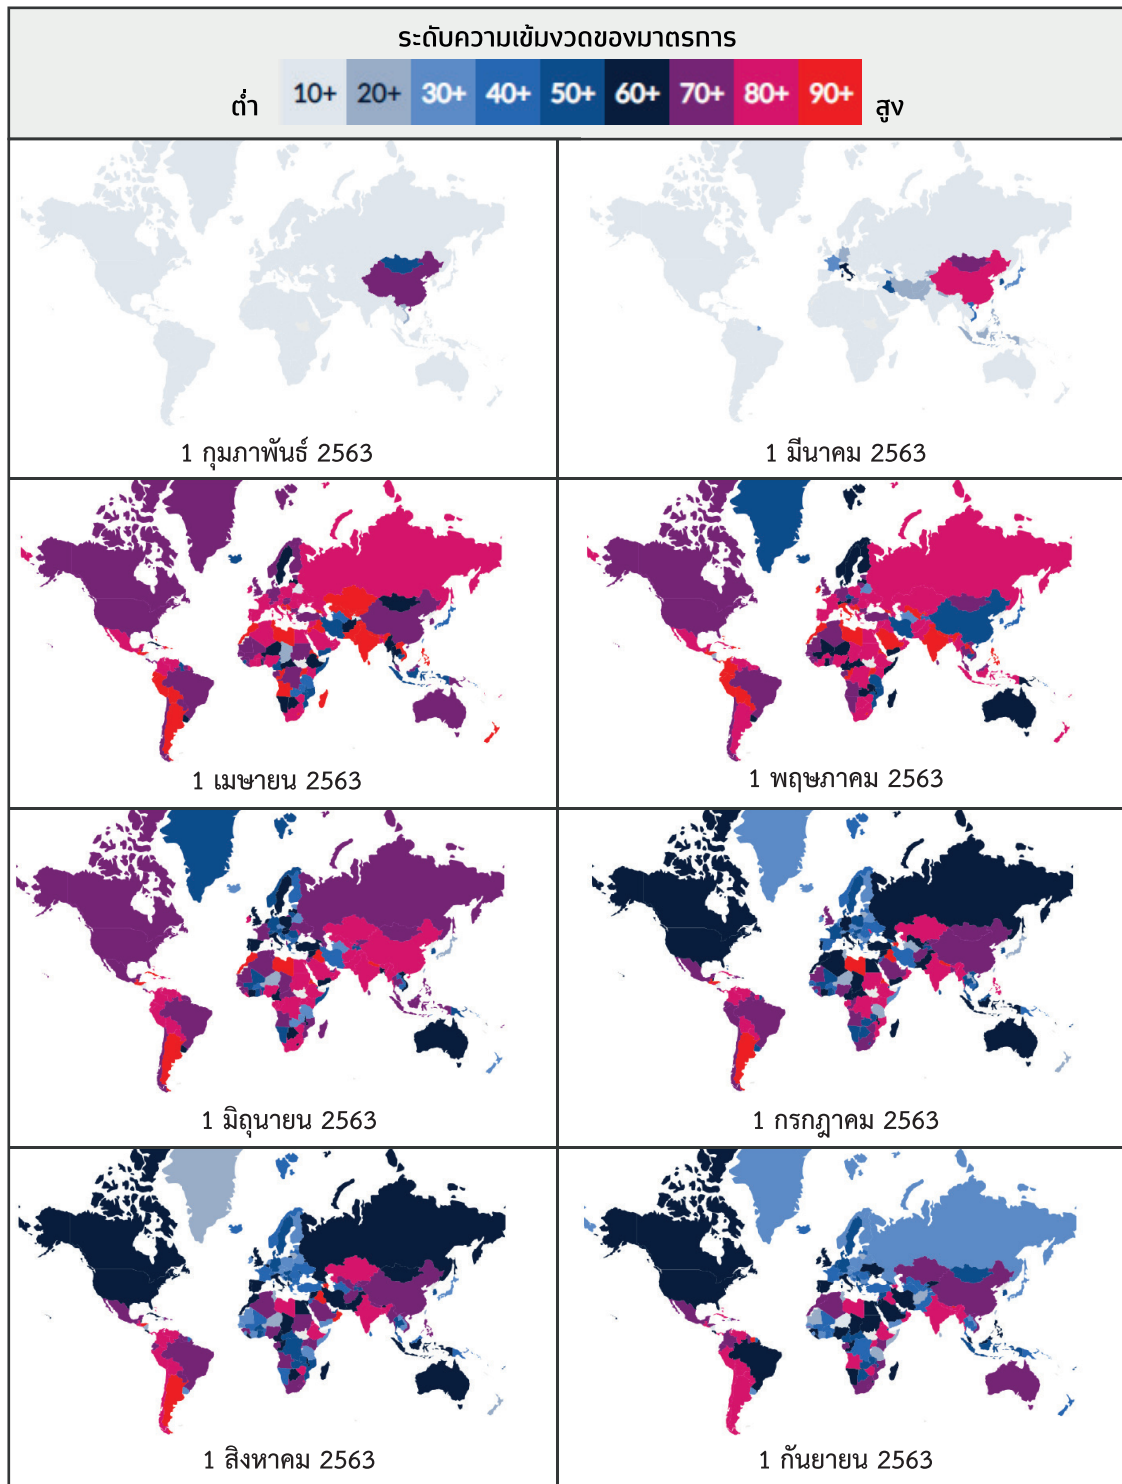 ระดับความเข้มงวดของมาตรการ
ต่ำ 10+ 20+ 30+ 40+ 50+ 60+ 70+ 80+ 90+ สูง
1 กุมภาพันธ์ 2563
1 มีนาคม 2563
1 เมษายน 2563
1 พฤษภาคม 2563
1 มิถุนายน 2563
1 กรกฎาคม 2563
1 สิงหาคม 2563
1 กันยายน 2563